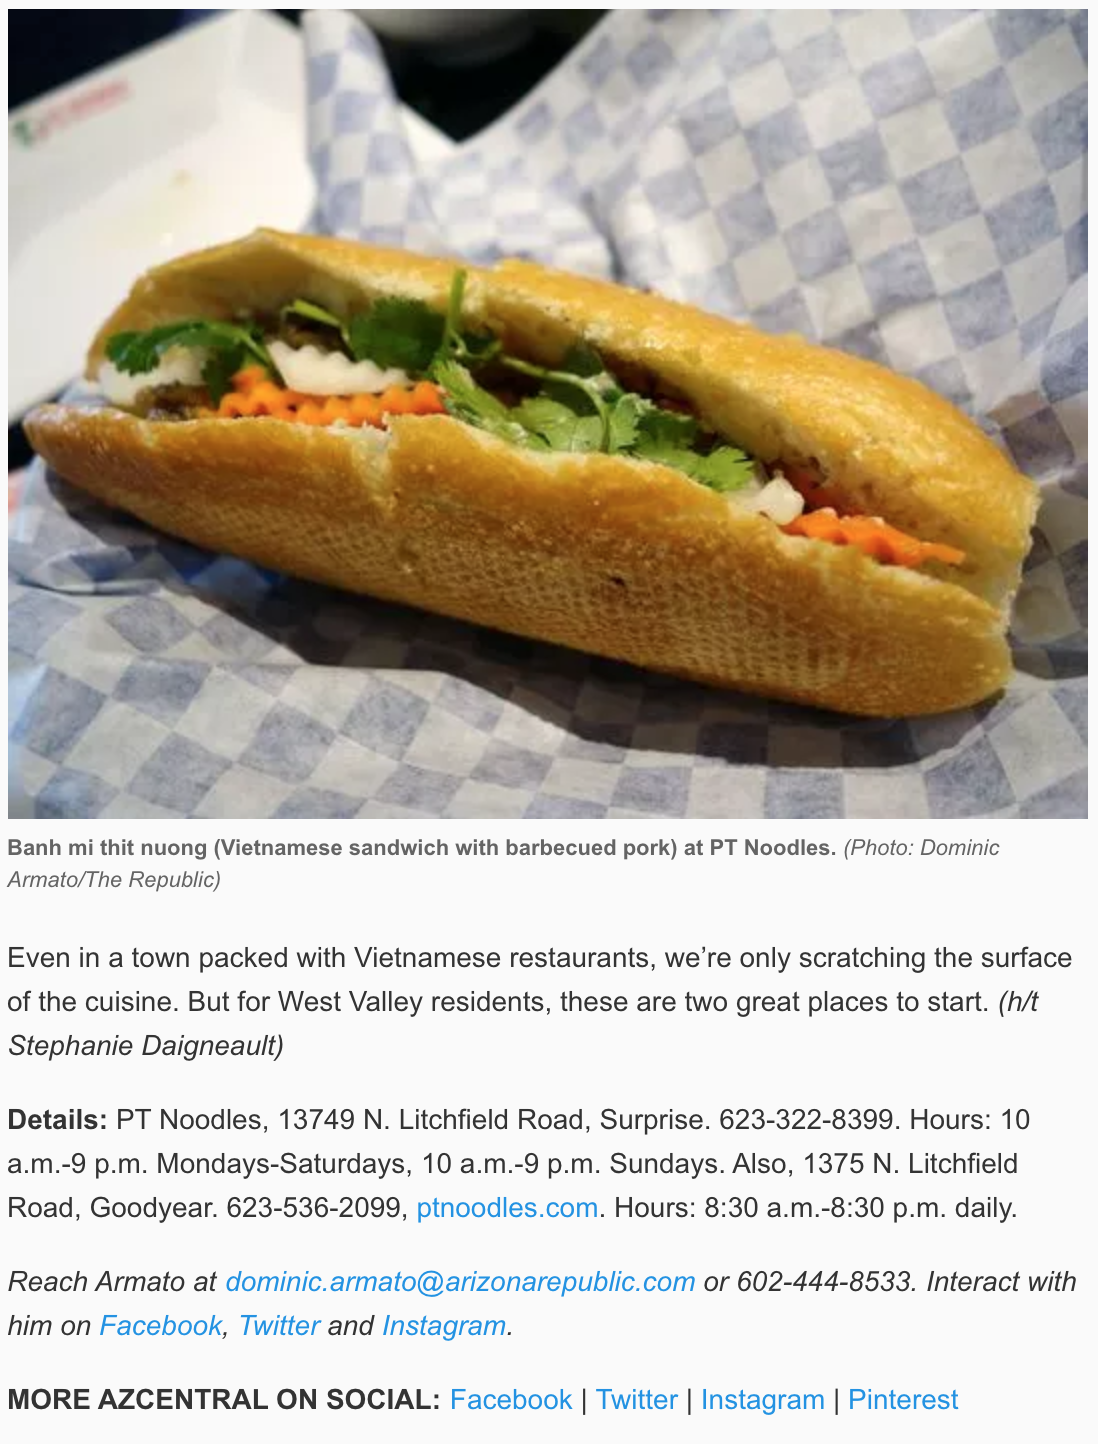 Banh mi thit nuong (Vietnamese sandwich with barbecued pork) at PT Noodles. (Photo: Dominic
Armato/The Republic)
Even in a town packed with Vietnamese restaurants, we’re only scratching the surface
of the cuisine. But for West Valley residents, these are two great places to start. (h/t
Stephanie Daigneault)
Details: PT Noodles, 13749 N. Litchfield Road, Surprise. 623-322-8399. Hours: 10
a.m.-9 p.m. Mondays-Saturdays, 10 a.m.-9 p.m. Sundays. Also, 1375 N. Litchfield
Road, Goodyear. 623-536-2099, ptnoodles.com. Hours: 8:30 a.m.-8:30 p.m. daily.
Reach Armato at dominic.armato@arizonarepublic.com or 602-444-8533. Interact with
him on Facebook, Twitter and Instagram.
MORE AZCENTRAL ON SOCIAL: Facebook | Twitter | Instagram | Pinterest